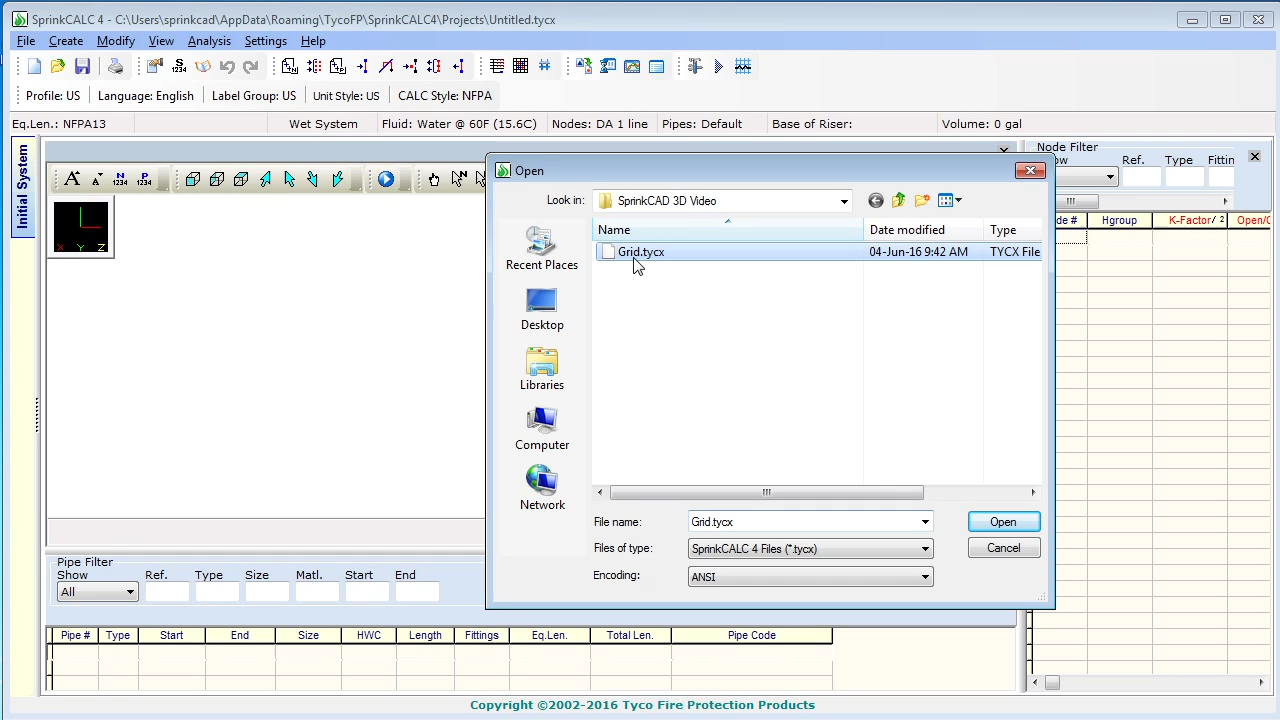 SprinkCALC 4 - C:\Users\sprinkcad\AppData\Roaming\TycoFP\SprinkCALC4\Projects\Untitled.tycx
File Create Modify View Analysis Settings Help
Profile: US Language: English Label Group: US Unit Style: US CALC Style: NFPA
Eq.Len.: NFPA13 Wet System Fluid: Water @ 60F (15.6C) Nodes: DA 1 line Pipes: Default Base of Riser: Volume: 0 gal
Initial System
A A N 1234 P 1234
X Y Z
Open
Look in: SprinkCAD 3D Video
Name Date modified Type
Grid.tycx 04-Jun-16 9:42 AM TYCX File
Recent Places
Desktop
Libraries
Computer
Network
File name: Grid.tycx Open
Files of type: SprinkCALC 4 Files (*.tycx) Cancel
Encoding: ANSI
Node Filter
Ref. Type Fittin
Hgroup K-Factor/2 Open/C
Pipe Filter
Show Ref. Type Size Matl. Start End
All
Pipe # Type Start End Size HWC Length Fittings Eq.Len. Total Len. Pipe Code
Copyright ©2002-2016 Tyco Fire Protection Products